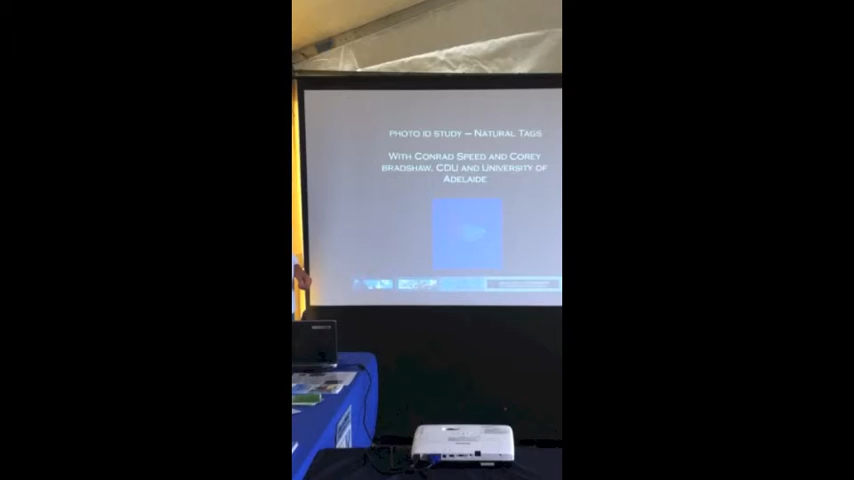 PHOTO ID STUDY – NATURAL TAGS
WITH CONRAD SPEED AND COREY
BRADSHAW, CDU AND UNIVERSITY OF
ADELAIDE